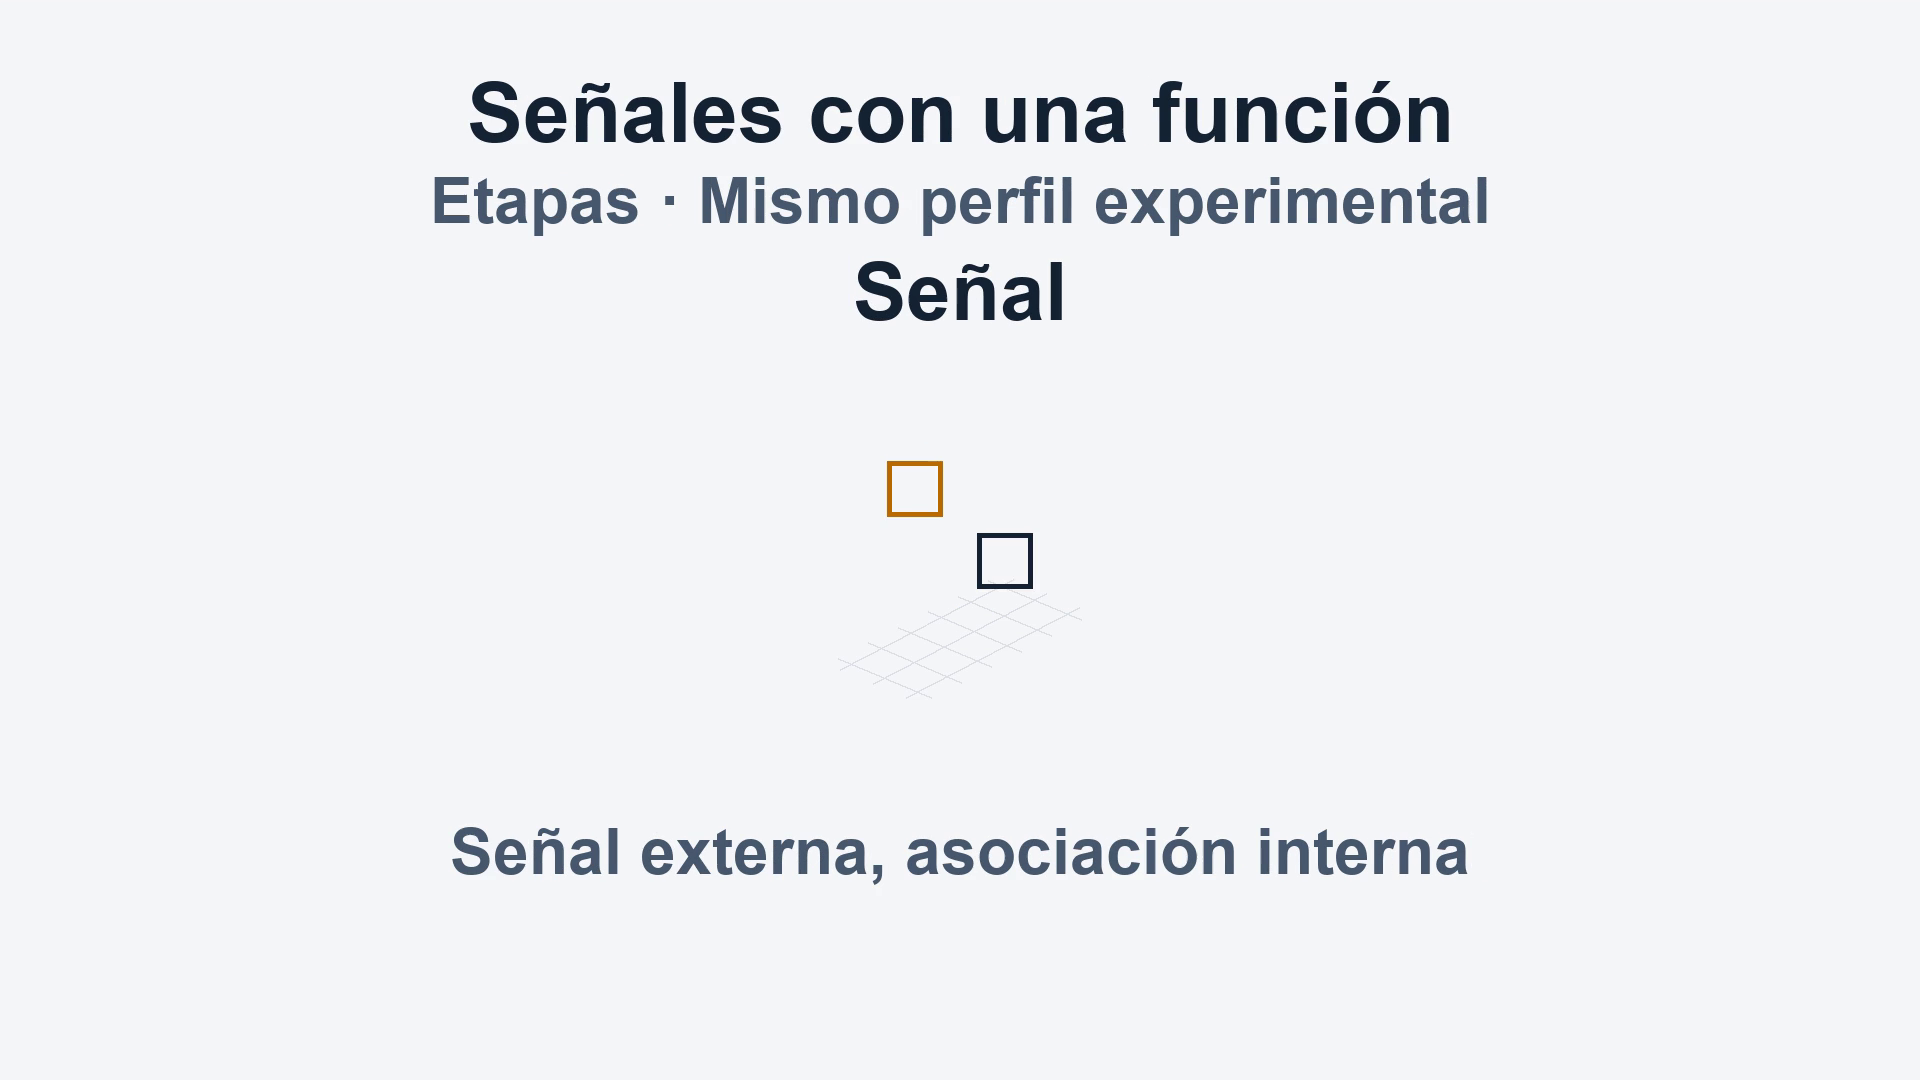 Señales con una función
Etapas · Mismo perfil experimental
Señal
Señal externa, asociación interna